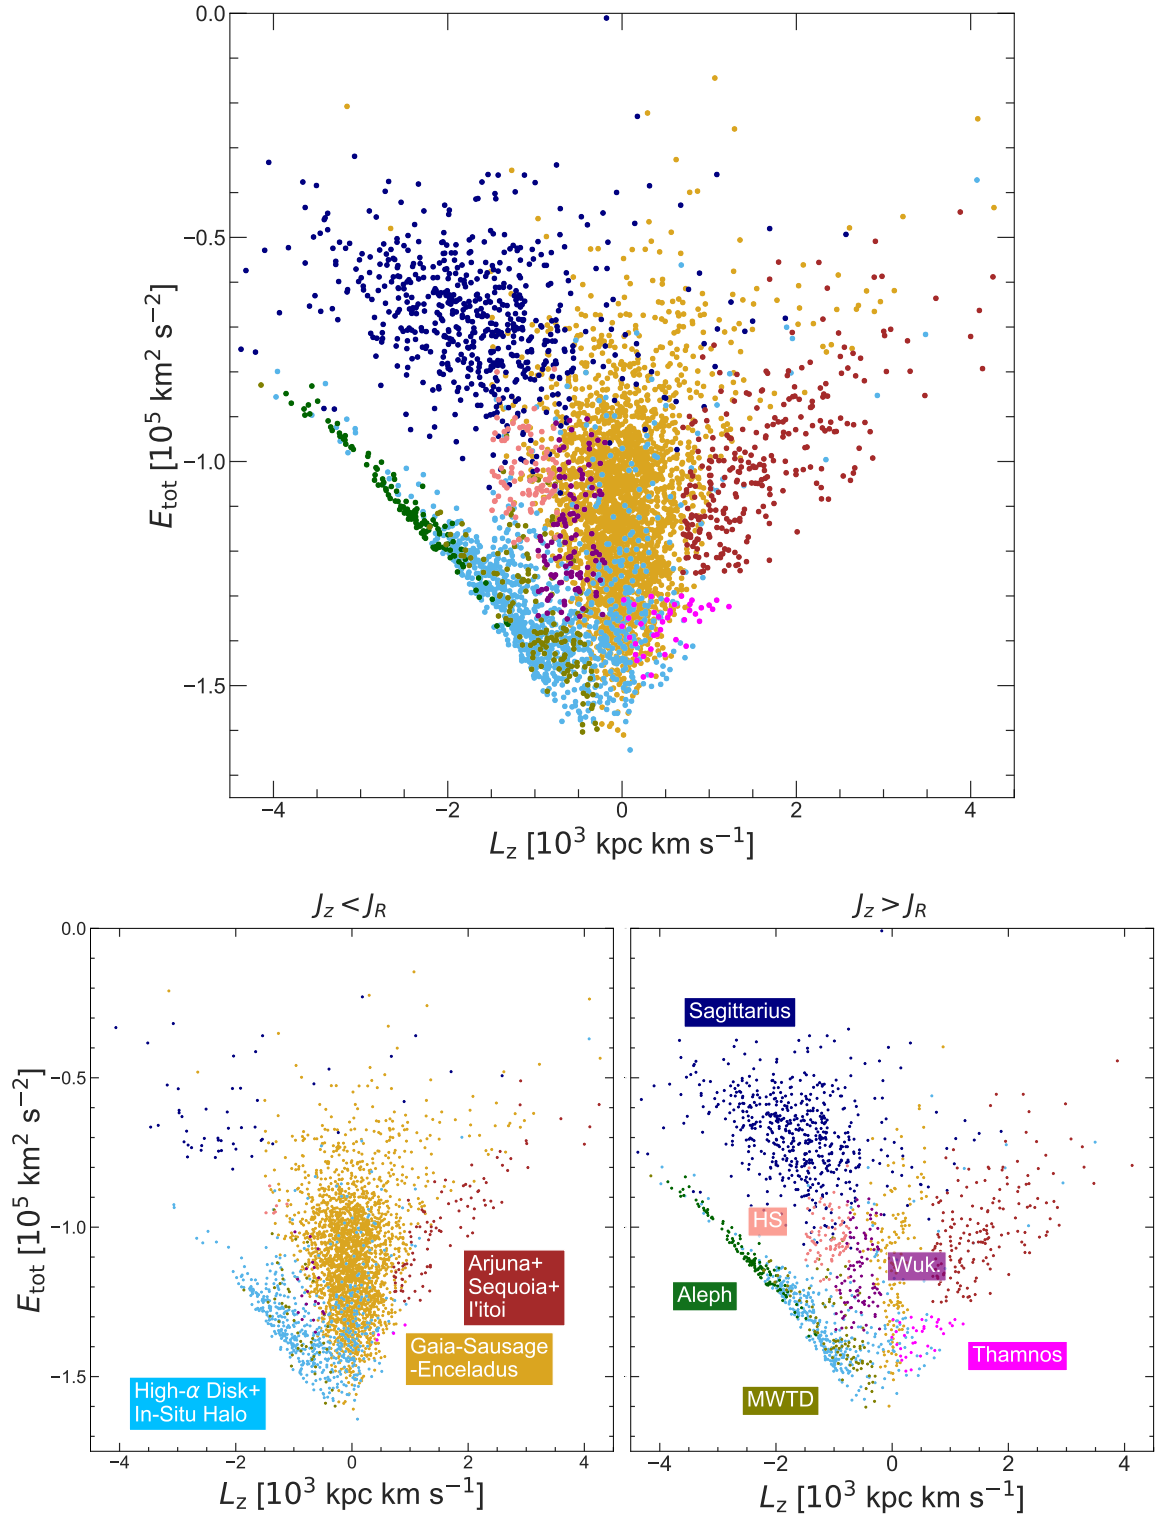 0.0
−0.5
−1.0
−1.5
E_tot [10^5 km^2 s^−2]
−4 −2 0 2 4
L_z [10^3 kpc km s^−1]
J_z < J_R
J_z > J_R
0.0
−0.5
−1.0
−1.5
E_tot [10^5 km^2 s^−2]
Arjuna+
Sequoia+
I'itoi
Gaia-Sausage
-Enceladus
High-α Disk+
In-Situ Halo
−4 −2 0 2 4
L_z [10^3 kpc km s^−1]
Sagittarius
HS
Wuk.
Aleph
Thamnos
MWTD
−4 −2 0 2 4
L_z [10^3 kpc km s^−1]